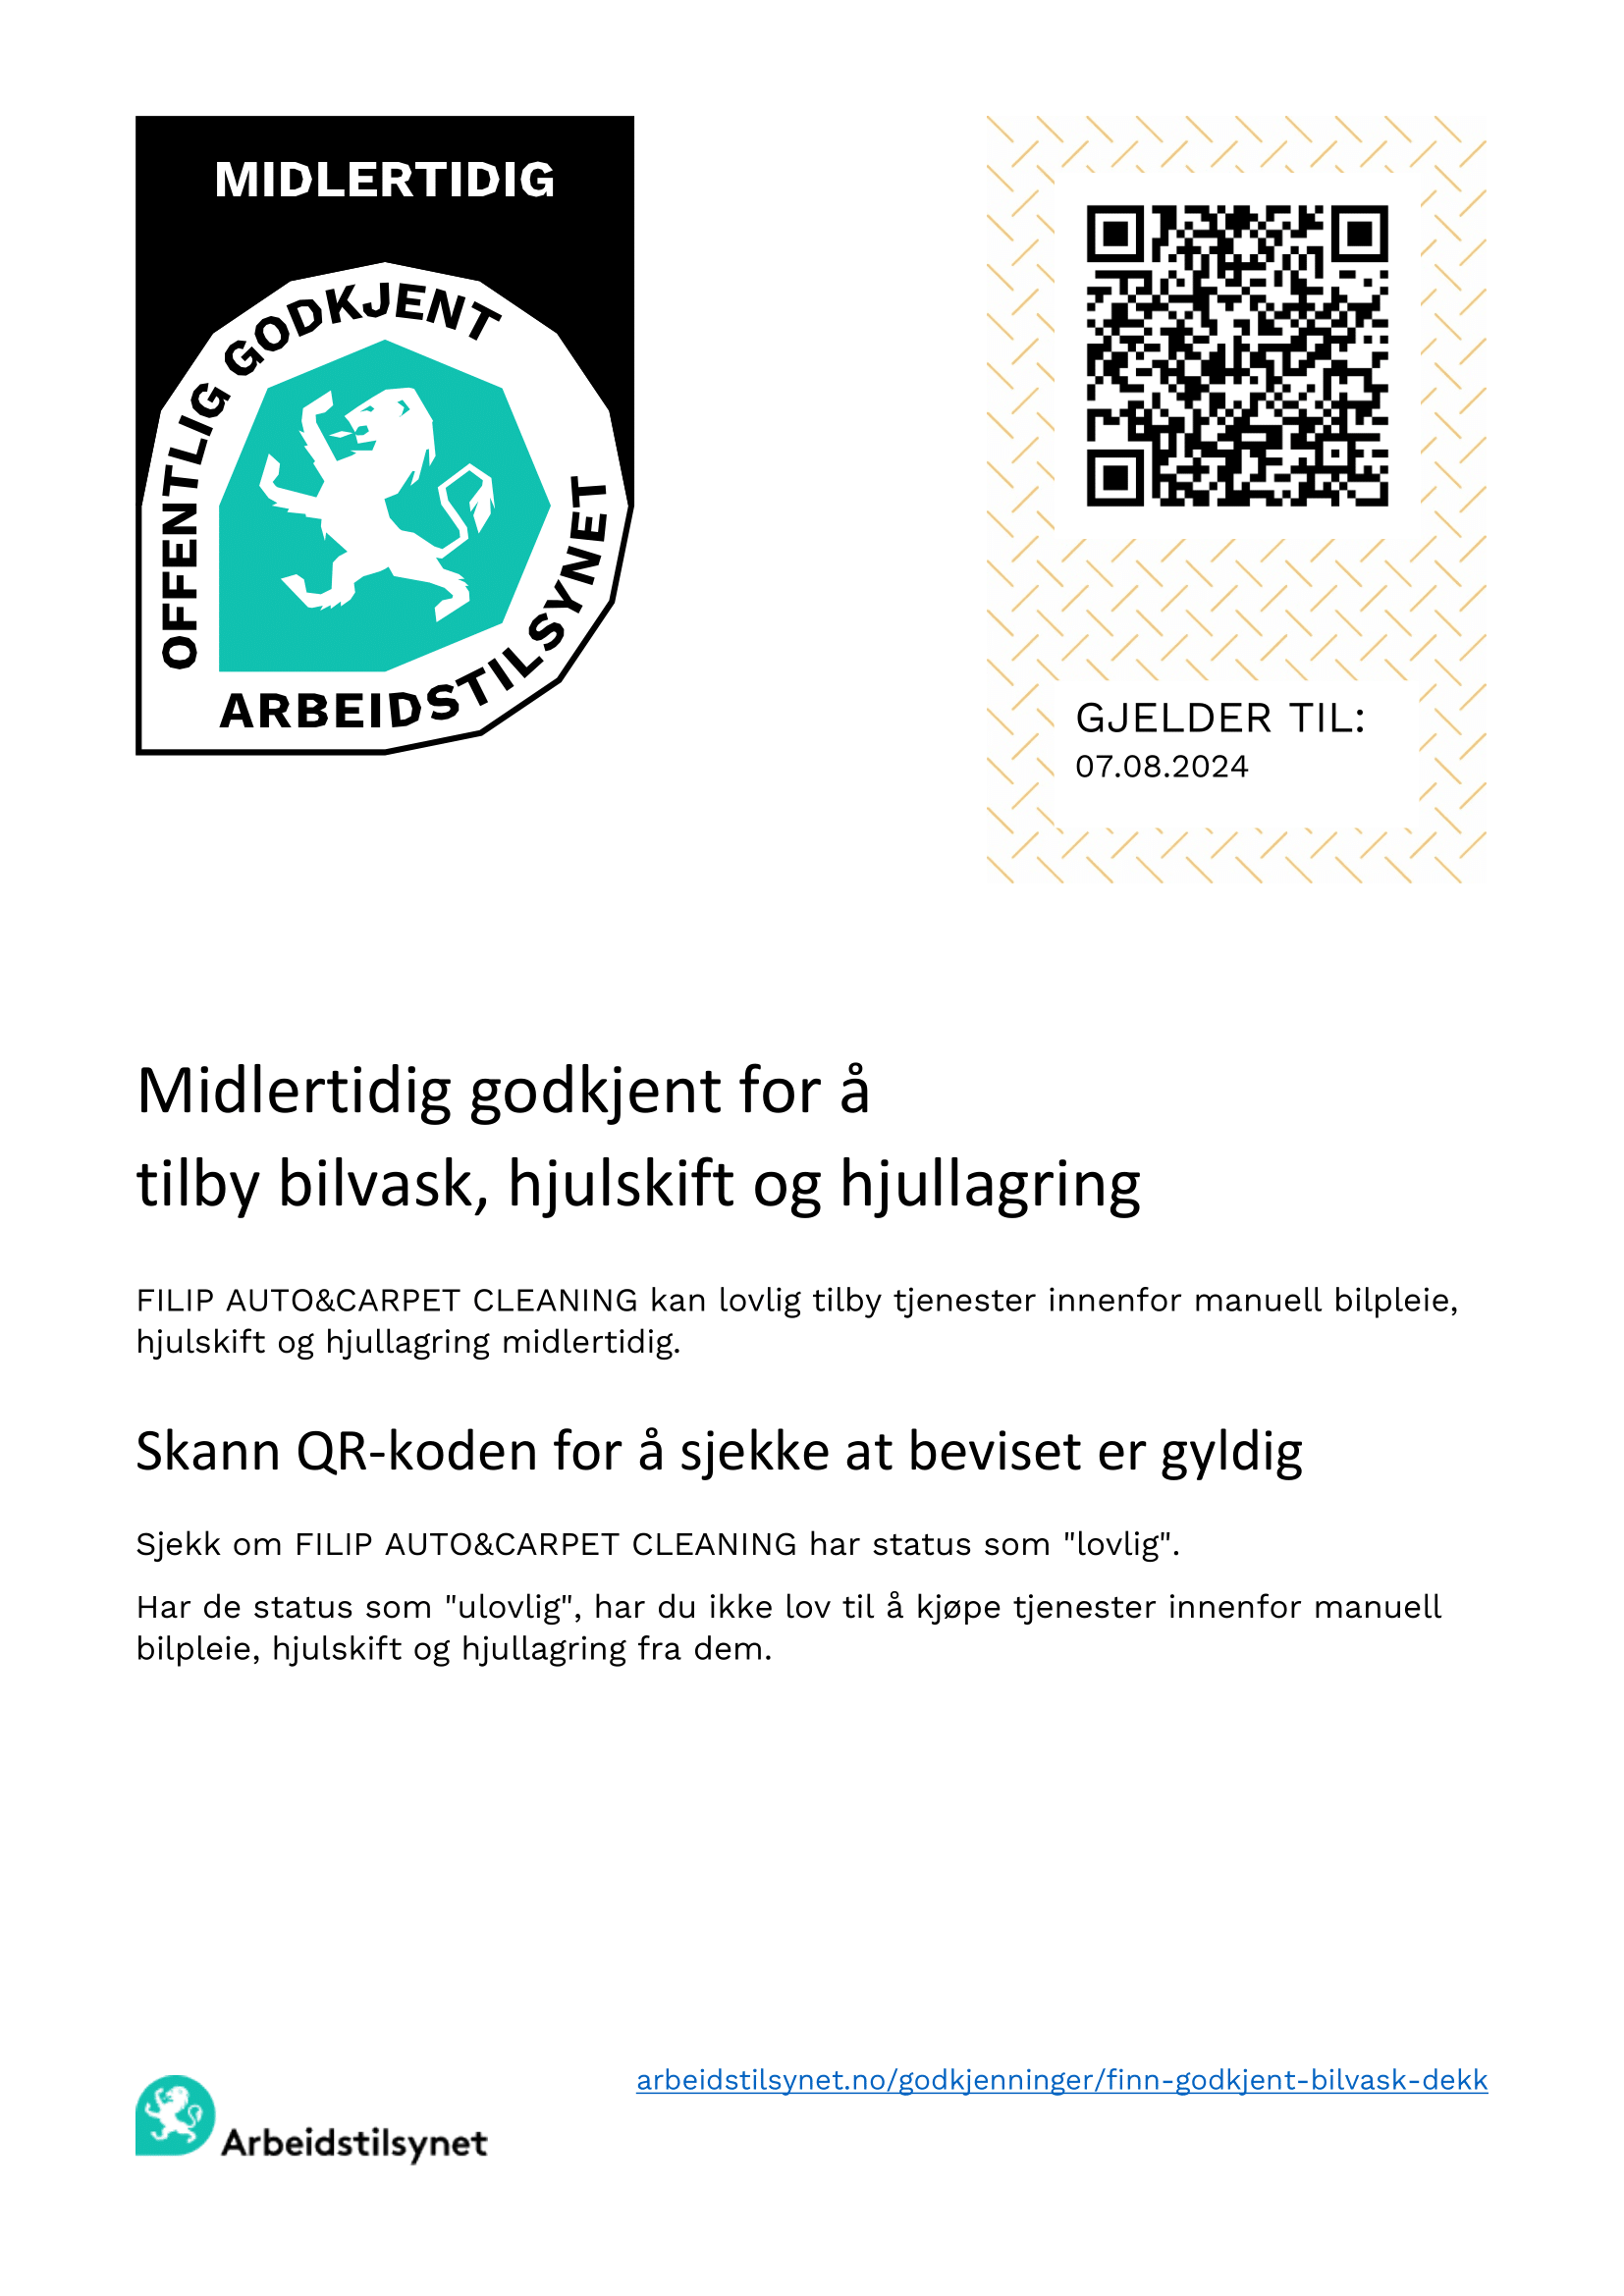 MIDLERTIDIG
OFFENTLIG GODKJENT
ARBEIDSTILSYNET
GJELDER TIL:
07.08.2024
Midlertidig godkjent for å
tilby bilvask, hjulskift og hjullagring
FILIP AUTO&CARPET CLEANING kan lovlig tilby tjenester innenfor manuell bilpleie,
hjulskift og hjullagring midlertidig.
Skann QR-koden for å sjekke at beviset er gyldig
Sjekk om FILIP AUTO&CARPET CLEANING har status som "lovlig".
Har de status som "ulovlig", har du ikke lov til å kjøpe tjenester innenfor manuell
bilpleie, hjulskift og hjullagring fra dem.
arbeidstilsynet.no/godkjenninger/finn-godkjent-bilvask-dekk
Arbeidstilsynet